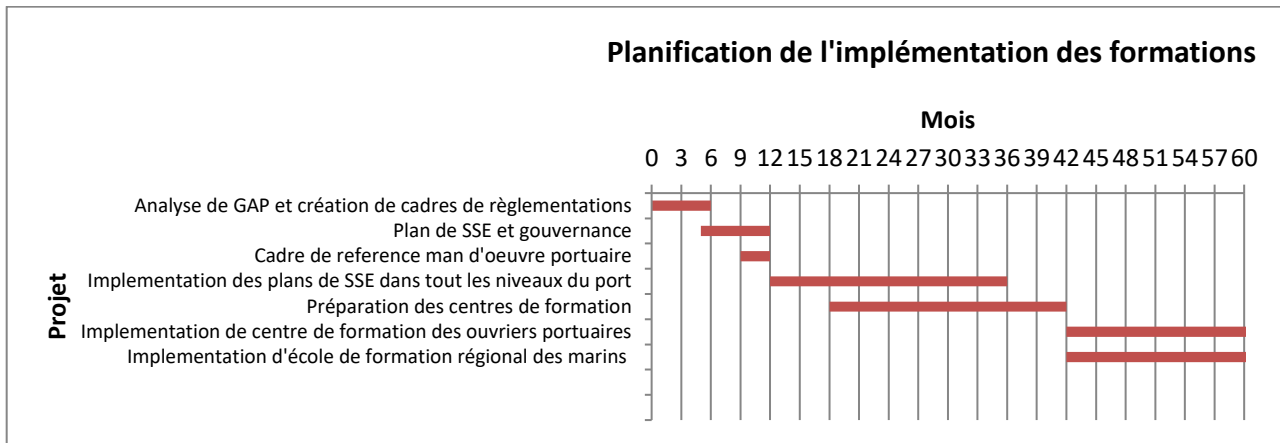 Planification de l'implémentation des formations
Mois
0 3 6 9 12 15 18 21 24 27 30 33 36 39 42 45 48 51 54 57 60
Projet
Analyse de GAP et création de cadres de règlementations
Plan de SSE et gouvernance
Cadre de reference man d'oeuvre portuaire
Implementation des plans de SSE dans tout les niveaux du port
Préparation des centres de formation
Implementation de centre de formation des ouvriers portuaires
Implementation d'école de formation régional des marins